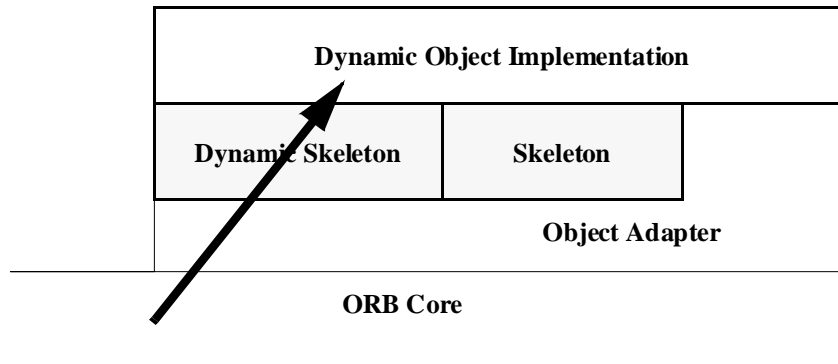 Dynamic Object Implementation
Dynamic Skeleton
Skeleton
Object Adapter
ORB Core